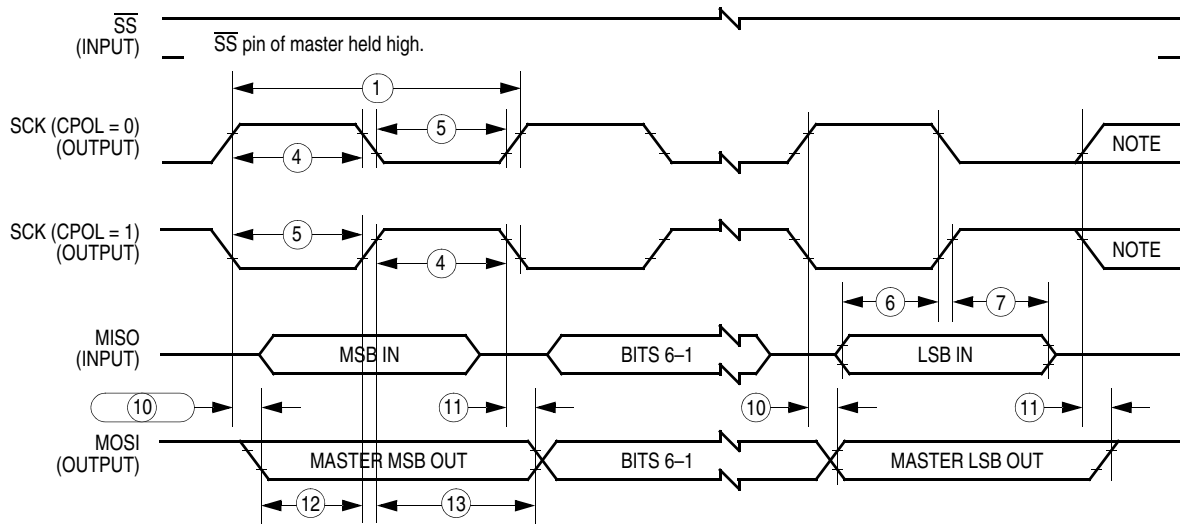 SS
(INPUT)
SS pin of master held high.
1
SCK (CPOL = 0)
(OUTPUT)
5
4
NOTE
SCK (CPOL = 1)
(OUTPUT)
5
4
NOTE
6
7
MISO
(INPUT)
MSB IN
BITS 6–1
LSB IN
10
11
10
11
MOSI
(OUTPUT)
MASTER MSB OUT
BITS 6–1
MASTER LSB OUT
12
13